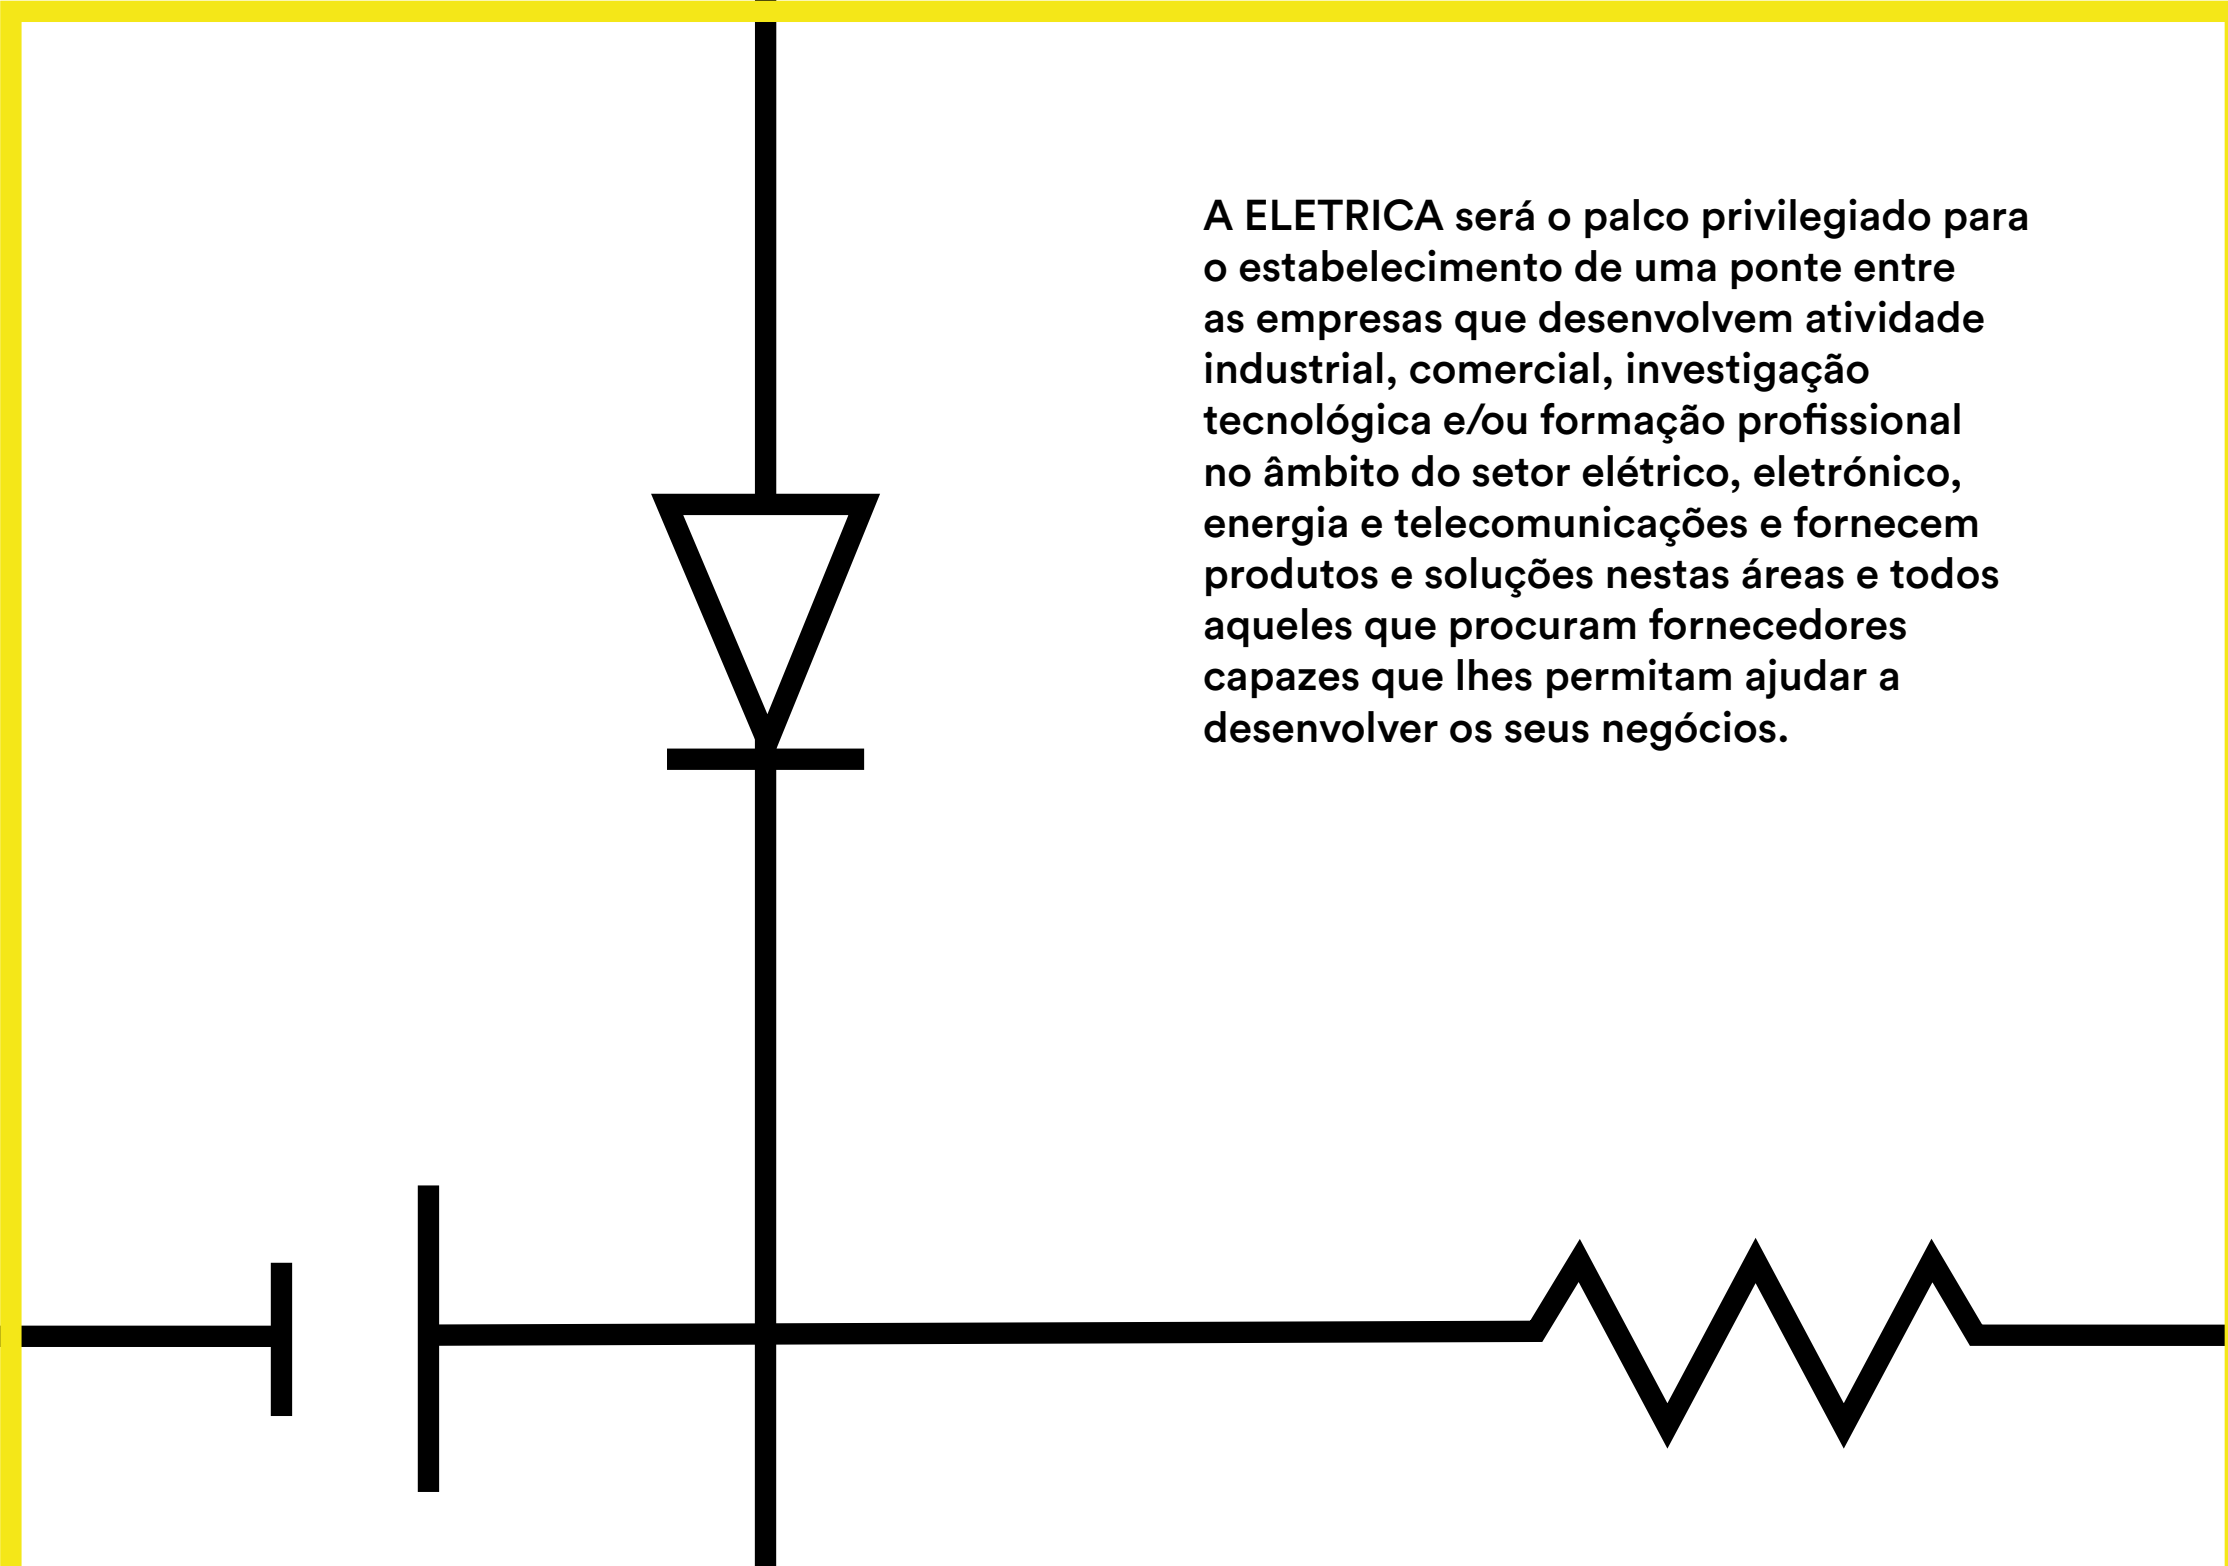 A ELETRICA será o palco privilegiado para
o estabelecimento de uma ponte entre
as empresas que desenvolvem atividade
industrial, comercial, investigação
tecnológica e/ou formação profissional
no âmbito do setor elétrico, eletrónico,
energia e telecomunicações e fornecem
produtos e soluções nestas áreas e todos
aqueles que procuram fornecedores
capazes que lhes permitam ajudar a
desenvolver os seus negócios.